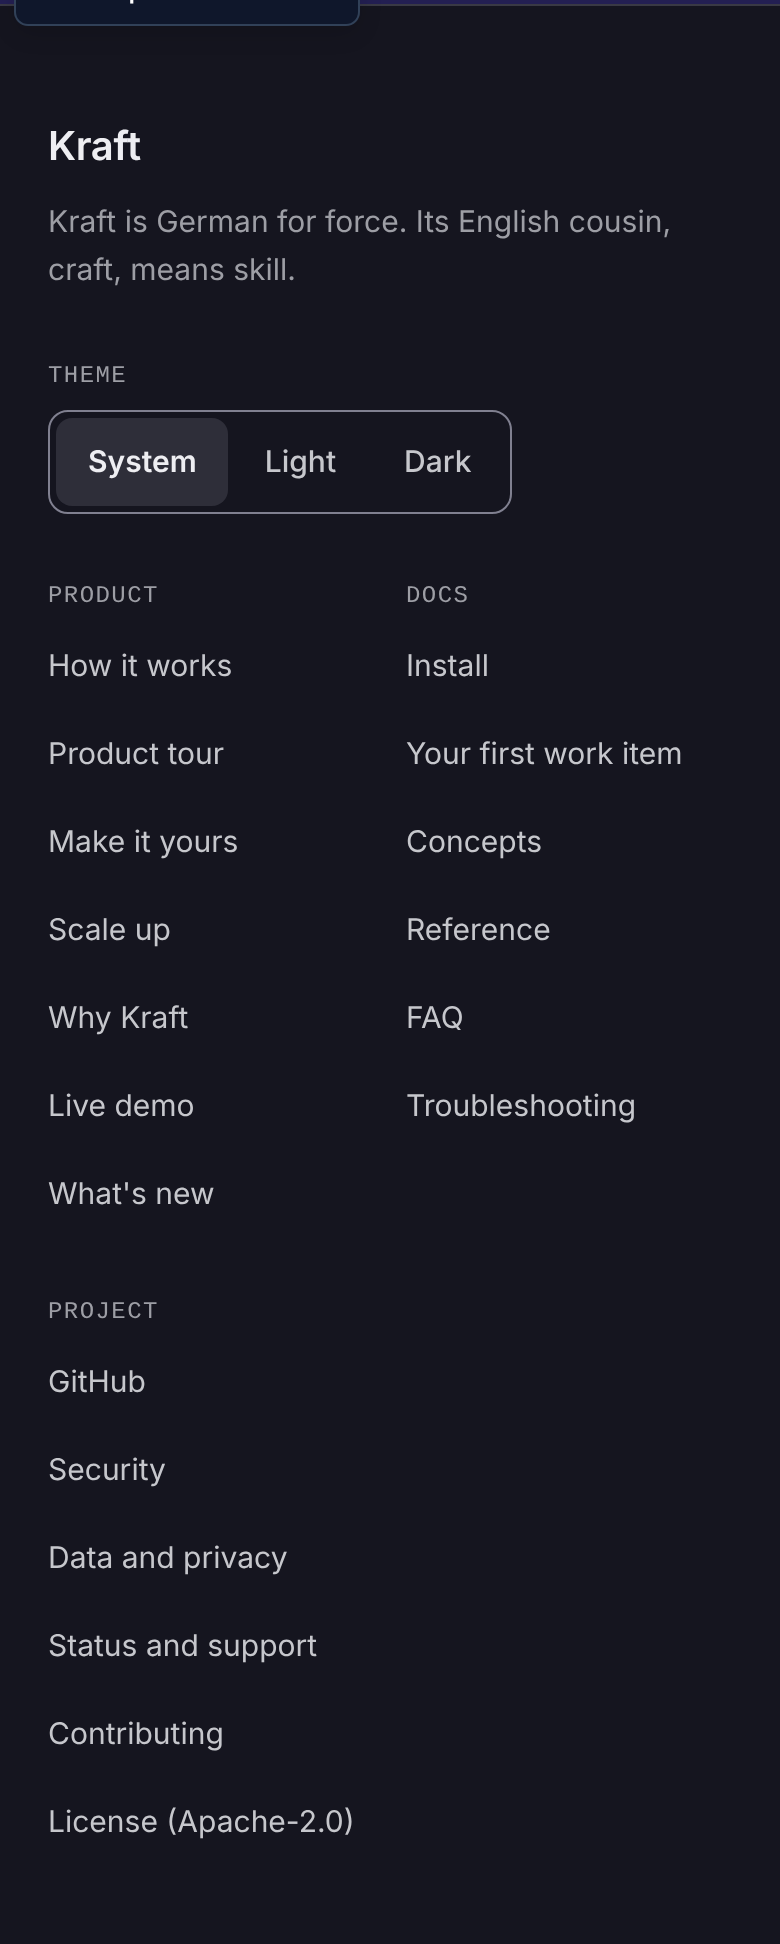 Kraft
Kraft is German for force. Its English cousin,
craft, means skill.
THEME
System Light Dark
PRODUCT
How it works
Product tour
Make it yours
Scale up
Why Kraft
Live demo
What's new
DOCS
Install
Your first work item
Concepts
Reference
FAQ
Troubleshooting
PROJECT
GitHub
Security
Data and privacy
Status and support
Contributing
License (Apache-2.0)